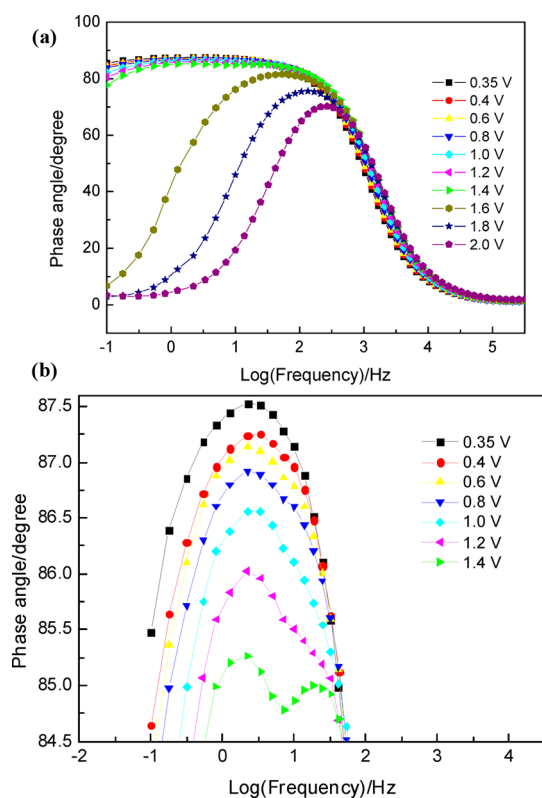 (a)
100
80
60
40
20
0
Phase angle/degree
0.35 V
0.4 V
0.6 V
0.8 V
1.0 V
1.2 V
1.4 V
1.6 V
1.8 V
2.0 V
-1 0 1 2 3 4 5
Log(Frequency)/Hz
(b)
87.5
87.0
86.5
86.0
85.5
85.0
84.5
Phase angle/degree
0.35 V
0.4 V
0.6 V
0.8 V
1.0 V
1.2 V
1.4 V
-2 -1 0 1 2 3 4
Log(Frequency)/Hz